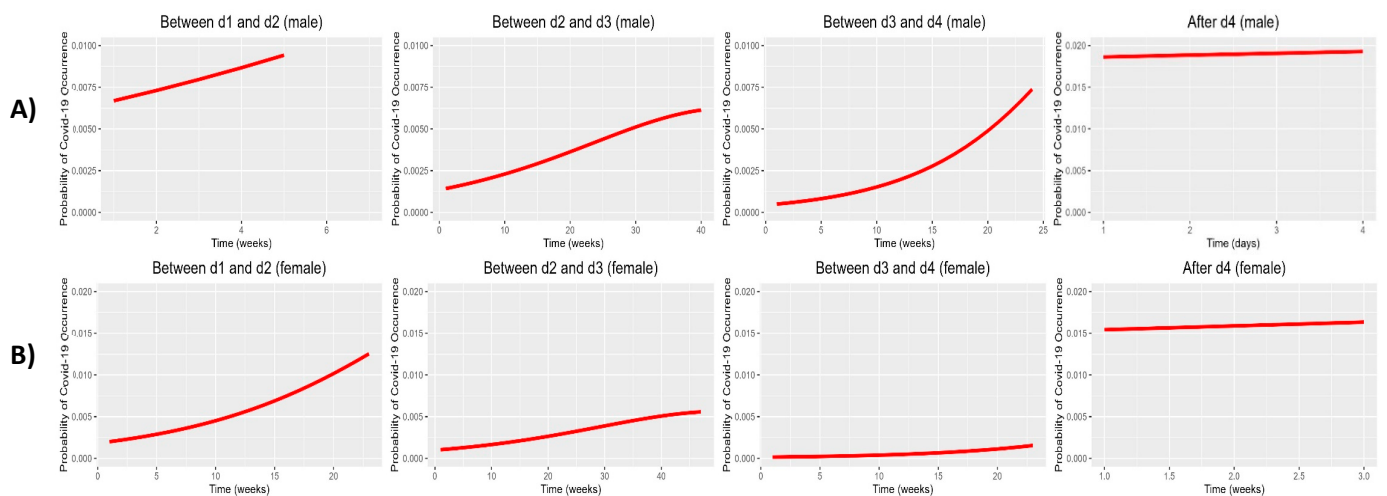 A)
Between d1 and d2 (male)
Probability of Covid-19 Occurrence
0.0100
0.0075
0.0050
0.0025
0.0000
2 4 6
Time (weeks)
Between d2 and d3 (male)
Probability of Covid-19 Occurrence
0.0100
0.0075
0.0050
0.0025
0.0000
0 10 20 30 40
Time (weeks)
Between d3 and d4 (male)
Probability of Covid-19 Occurrence
0.0100
0.0075
0.0050
0.0025
0.0000
0 5 10 15 20 25
Time (weeks)
After d4 (male)
Probability of Covid-19 Occurrence
0.020
0.015
0.010
0.005
0.000
1 2 3 4
Time (days)
B)
Between d1 and d2 (female)
Probability of Covid-19 Occurrence
0.020
0.015
0.010
0.005
0.000
0 5 10 15 20
Time (weeks)
Between d2 and d3 (female)
Probability of Covid-19 Occurrence
0.020
0.015
0.010
0.005
0.000
0 10 20 30 40
Time (weeks)
Between d3 and d4 (female)
Probability of Covid-19 Occurrence
0.020
0.015
0.010
0.005
0.000
0 5 10 15 20
Time (weeks)
After d4 (female)
Probability of Covid-19 Occurrence
0.020
0.015
0.010
0.005
0.000
1.0 1.5 2.0 2.5 3.0
Time (weeks)